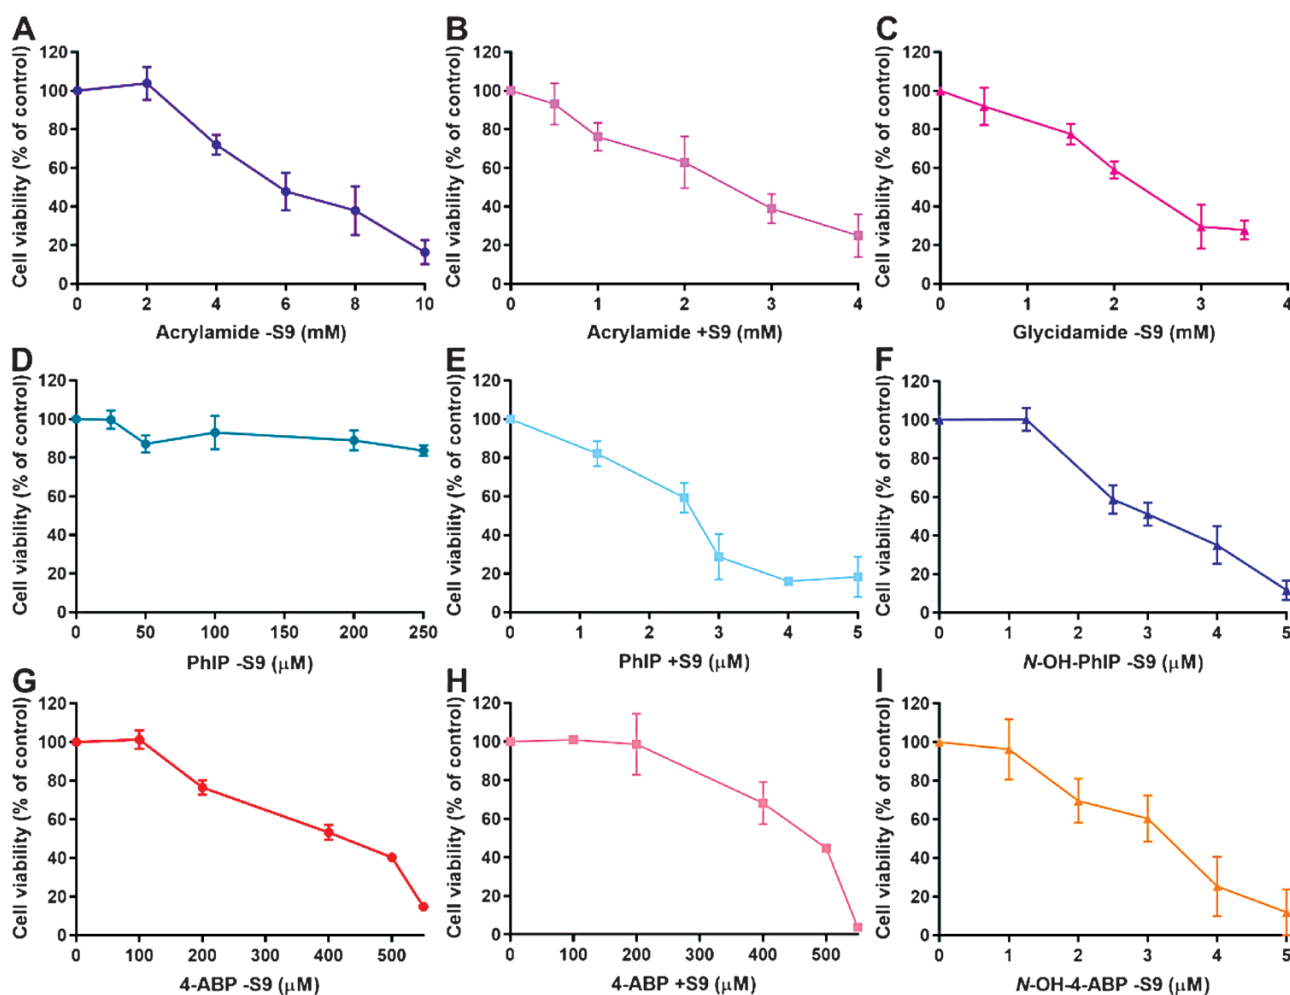 A
B
C
Cell viability (% of control)
120
100
80
60
40
20
0
0 2 4 6 8 10
Acrylamide -S9 (mM)
Cell viability (% of control)
120
100
80
60
40
20
0
0 1 2 3 4
Acrylamide +S9 (mM)
Cell viability (% of control)
120
100
80
60
40
20
0
0 1 2 3 4
Glycidamide -S9 (mM)
D
E
F
Cell viability (% of control)
120
100
80
60
40
20
0
0 50 100 150 200 250
PhIP -S9 (μM)
Cell viability (% of control)
120
100
80
60
40
20
0
0 1 2 3 4 5
PhIP +S9 (μM)
Cell viability (% of control)
120
100
80
60
40
20
0
0 1 2 3 4 5
N-OH-PhIP -S9 (μM)
G
H
I
Cell viability (% of control)
120
100
80
60
40
20
0
0 100 200 300 400 500
4-ABP -S9 (μM)
Cell viability (% of control)
120
100
80
60
40
20
0
0 100 200 300 400 500
4-ABP +S9 (μM)
Cell viability (% of control)
120
100
80
60
40
20
0
0 1 2 3 4 5
N-OH-4-ABP -S9 (μM)